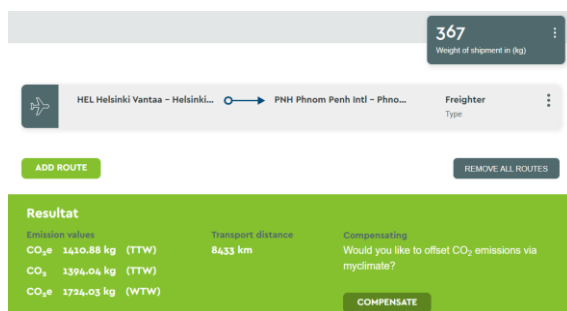 367
Weight of shipment in (kg)
HEL Helsinki Vantaa - Helsinki... PNH Phnom Penh Intl - Phno... Freighter
Type
ADD ROUTE REMOVE ALL ROUTES
Resultat
Emission values Transport distance Compensating
CO₂e 1410.88 kg (TTW) 8433 km Would you like to offset CO₂ emissions via
CO₂ 1394.04 kg (TTW) myclimate?
CO₂e 1724.03 kg (WTW)
COMPENSATE